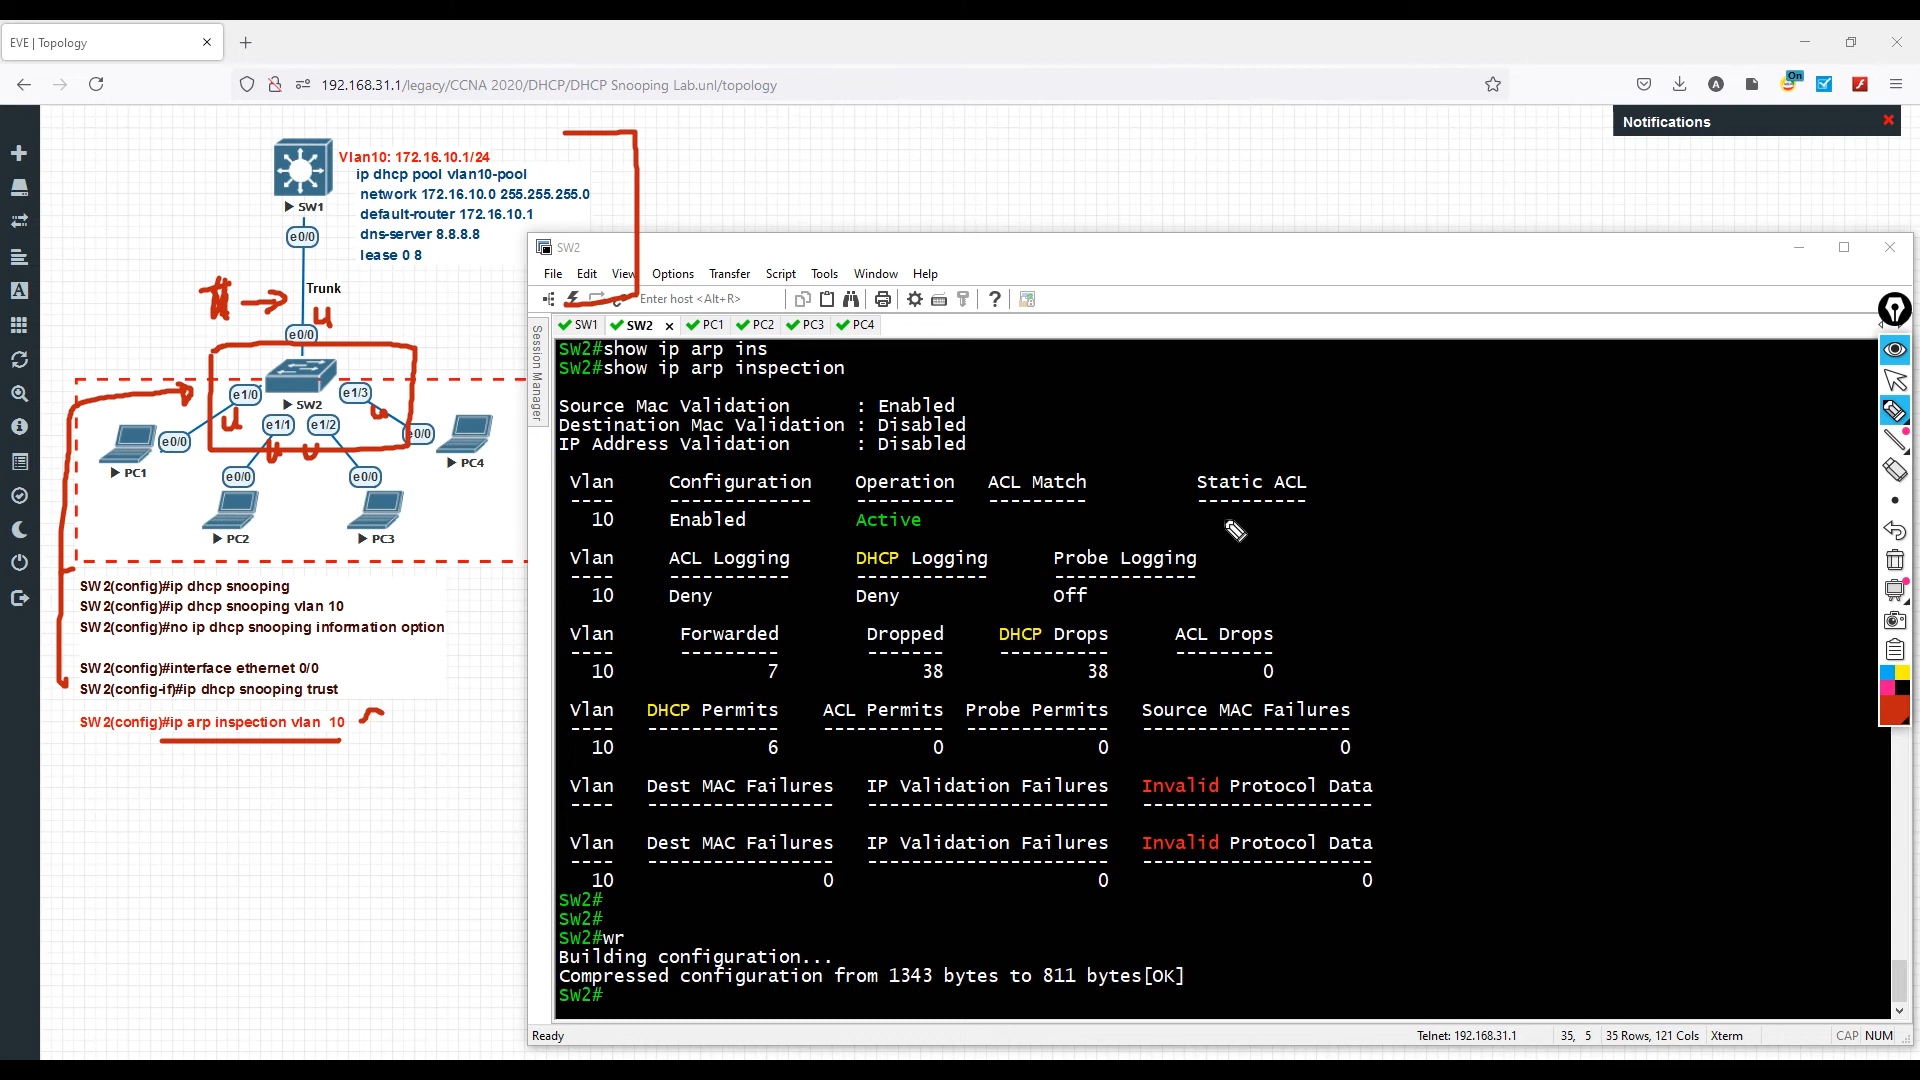 EVE | Topology
192.168.31.1/legacy/CCNA 2020/DHCP/DHCP Snooping Lab.unl/topology
On
Notifications
Vlan10: 172.16.10.1/24
ip dhcp pool vlan10-pool
network 172.16.10.0 255.255.255.0
default-router 172.16.10.1
dns-server 8.8.8.8
lease 0 8
SW1
e0/0
Trunk
u
e0/0
SW2
e1/0
e1/3
u
u
e1/1
e1/2
u
u
e0/0
e0/0
PC1
PC4
e0/0
e0/0
PC2
PC3
SW2(config)#ip dhcp snooping
SW2(config)#ip dhcp snooping vlan 10
SW2(config)#no ip dhcp snooping information option
SW2(config)#interface ethernet 0/0
SW2(config-if)#ip dhcp snooping trust
SW2(config)#ip arp inspection vlan 10
SW2
File Edit View Options Transfer Script Tools Window Help
Enter host <Alt+R>
Session Manager
SW1 SW2 PC1 PC2 PC3 PC4
SW2#show ip arp ins
SW2#show ip arp inspection
Source Mac Validation : Enabled
Destination Mac Validation : Disabled
IP Address Validation : Disabled
Vlan Configuration Operation ACL Match Static ACL
---- ------------- --------- --------- ----------
10 Enabled Active
Vlan ACL Logging DHCP Logging Probe Logging
---- ----------- ------------ -------------
10 Deny Deny Off
Vlan Forwarded Dropped DHCP Drops ACL Drops
---- --------- ------- ---------- ---------
10 7 38 38 0
Vlan DHCP Permits ACL Permits Probe Permits Source MAC Failures
---- ------------ ----------- ------------- -------------------
10 6 0 0 0
Vlan Dest MAC Failures IP Validation Failures Invalid Protocol Data
---- ----------------- ---------------------- ---------------------
Vlan Dest MAC Failures IP Validation Failures Invalid Protocol Data
---- ----------------- ---------------------- ---------------------
10 0 0 0
SW2#
SW2#
SW2#wr
Building configuration...
Compressed configuration from 1343 bytes to 811 bytes[OK]
SW2#
Ready
Telnet: 192.168.31.1 35, 5 35 Rows, 121 Cols Xterm CAP NUM